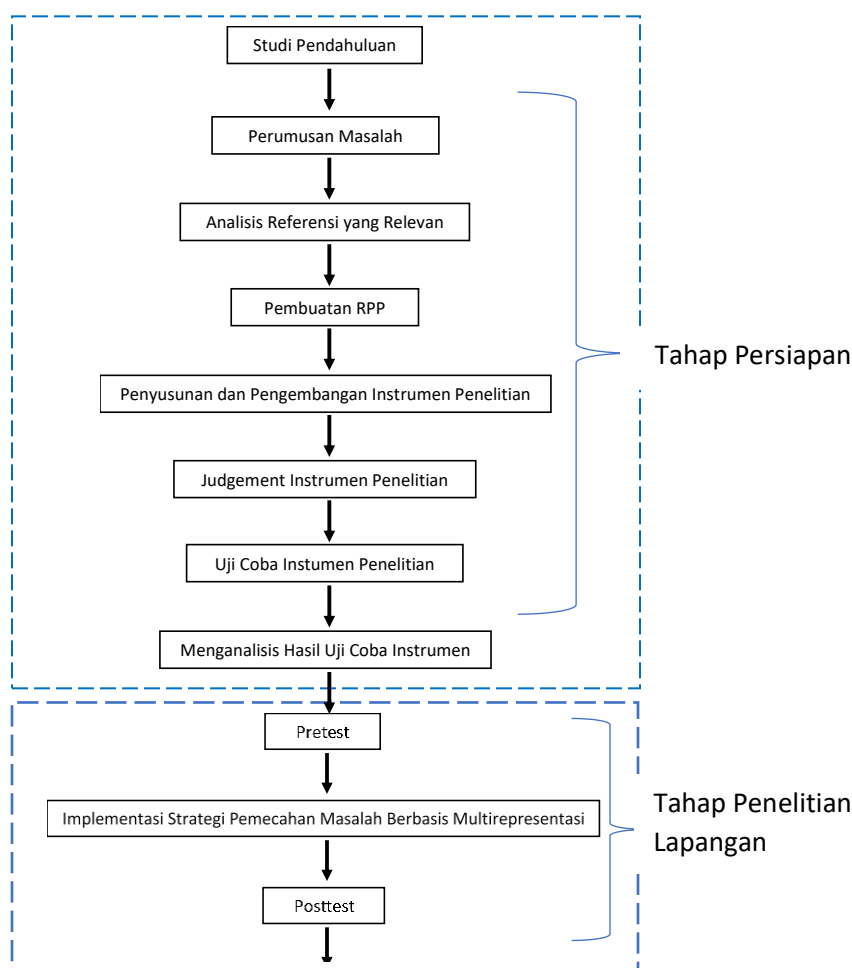 Studi Pendahuluan
Perumusan Masalah
Analisis Referensi yang Relevan
Pembuatan RPP
Tahap Persiapan
Penyusunan dan Pengembangan Instrumen Penelitian
Judgement Instrumen Penelitian
Uji Coba Instumen Penelitian
Menganalisis Hasil Uji Coba Instrumen
Pretest
Implementasi Strategi Pemecahan Masalah Berbasis Multirepresentasi
Tahap Penelitian
Lapangan
Posttest